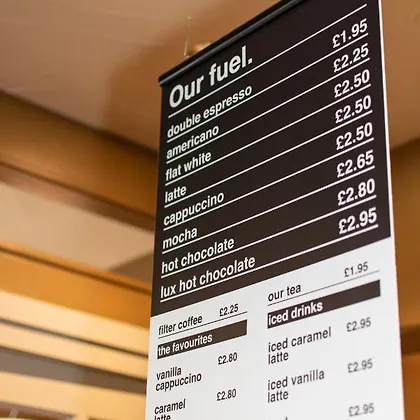 Our fuel.
double espresso £1.95
americano £2.25
flat white £2.50
latte £2.50
cappuccino £2.50
mocha £2.65
hot chocolate £2.80
lux hot chocolate £2.95
filter coffee £2.25
the favourites
vanilla
cappuccino £2.80
caramel
latte £2.80
our tea £1.95
iced drinks
iced caramel
latte £2.95
iced vanilla
latte £2.95
£2.95